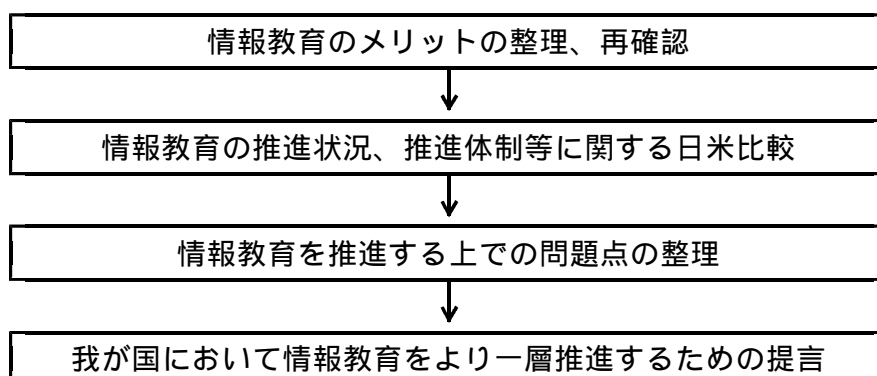 情報教育のメリットの整理、再確認
情報教育の推進状況、推進体制等に関する日米比較
情報教育を推進する上での問題点の整理
我が国において情報教育をより一層推進するための提言